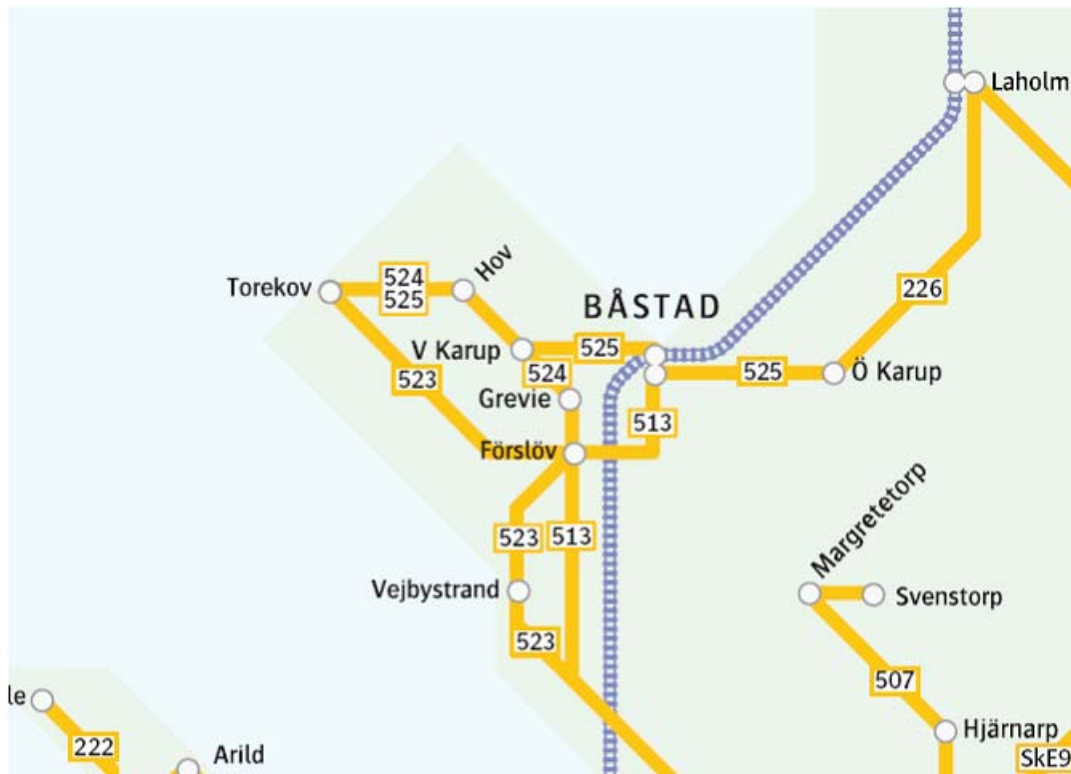 Laholm
Hov
Torekov
524
525
226
BÅSTAD
V Karup
525
524
523
525
Ö Karup
Grevie
513
Förslöv
Margretetorp
523
513
Vejbystrand
Svenstorp
523
507
le
Hjärnarp
222
Arild
SkE9